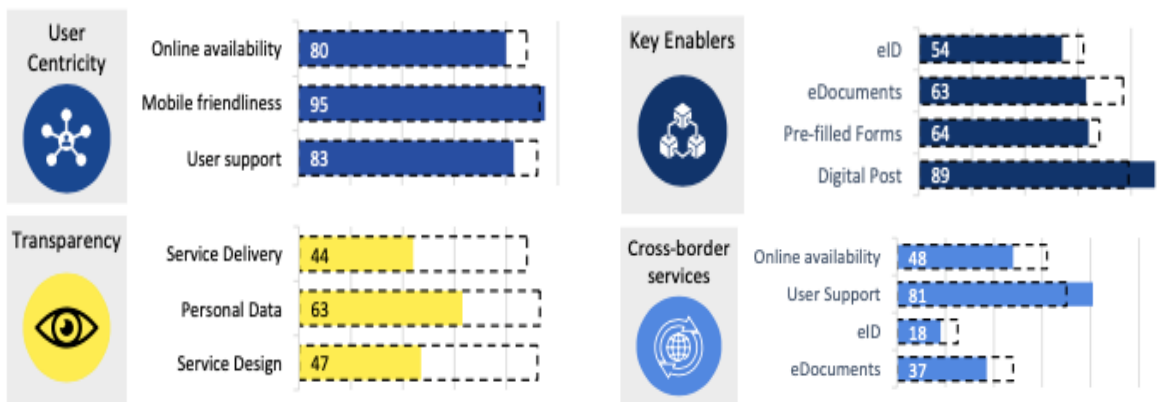 User
Centricity
Online availability
80
Mobile friendliness
95
User support
83
Key Enablers
eID
54
eDocuments
63
Pre-filled Forms
64
Digital Post
89
Transparency
Service Delivery
44
Personal Data
63
Service Design
47
Cross-border
services
Online availability
48
User Support
81
eID
18
eDocuments
37